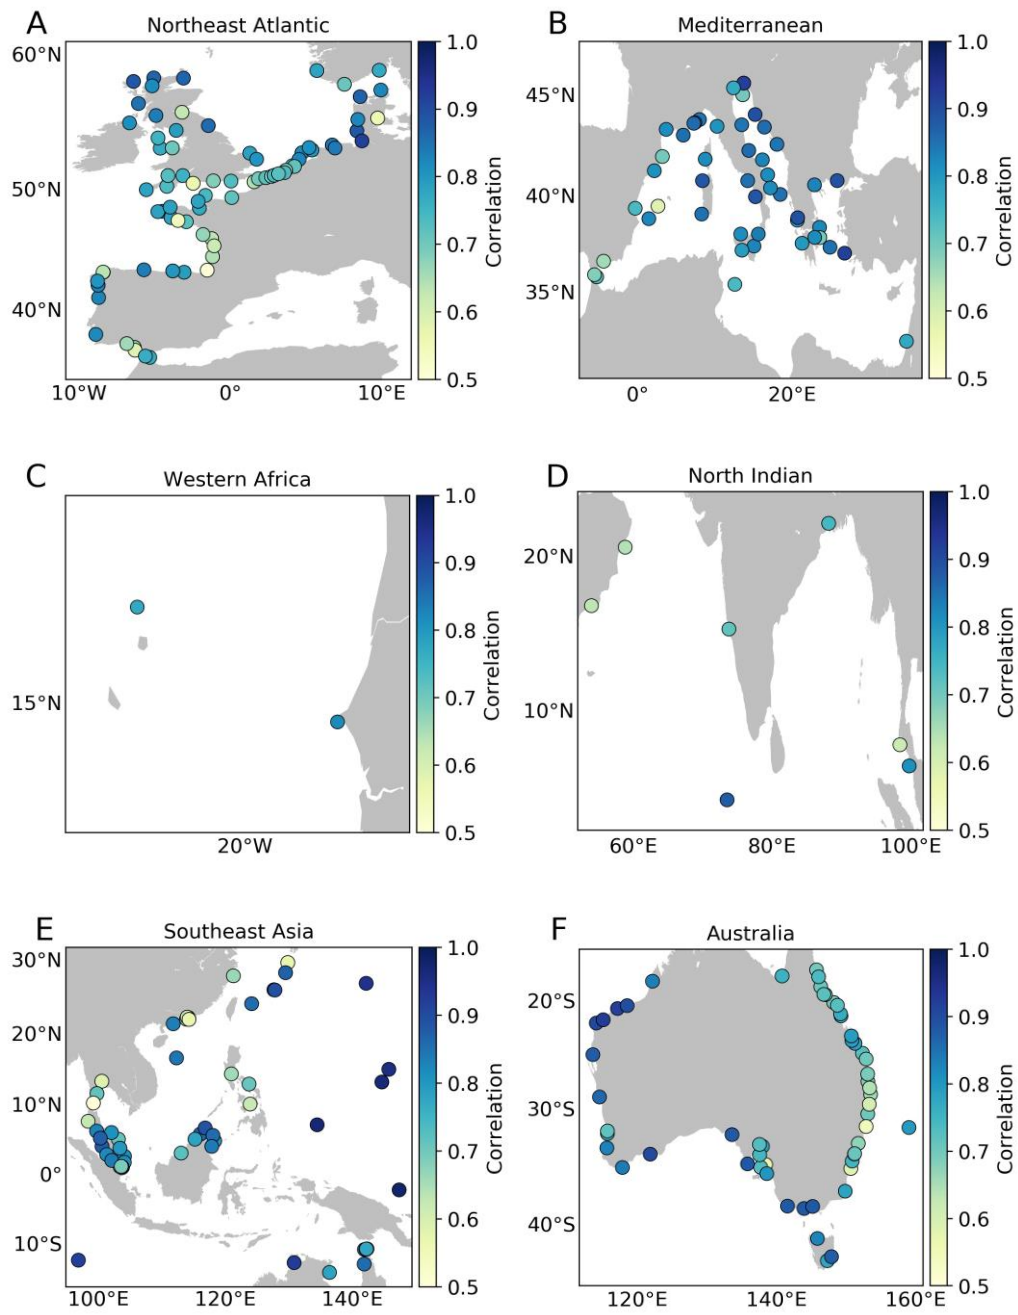 A
Northeast Atlantic
60°N
50°N
40°N
10°W
0°
10°E
1.0
0.9
0.8
0.7
0.6
0.5
Correlation
B
Mediterranean
45°N
40°N
35°N
0°
20°E
1.0
0.9
0.8
0.7
0.6
0.5
Correlation
C
Western Africa
15°N
20°W
1.0
0.9
0.8
0.7
0.6
0.5
Correlation
D
North Indian
20°N
10°N
60°E
80°E
100°E
1.0
0.9
0.8
0.7
0.6
0.5
Correlation
E
Southeast Asia
30°N
20°N
10°N
0°
10°S
100°E
120°E
140°E
1.0
0.9
0.8
0.7
0.6
0.5
Correlation
F
Australia
20°S
30°S
40°S
120°E
140°E
160°E
1.0
0.9
0.8
0.7
0.6
0.5
Correlation